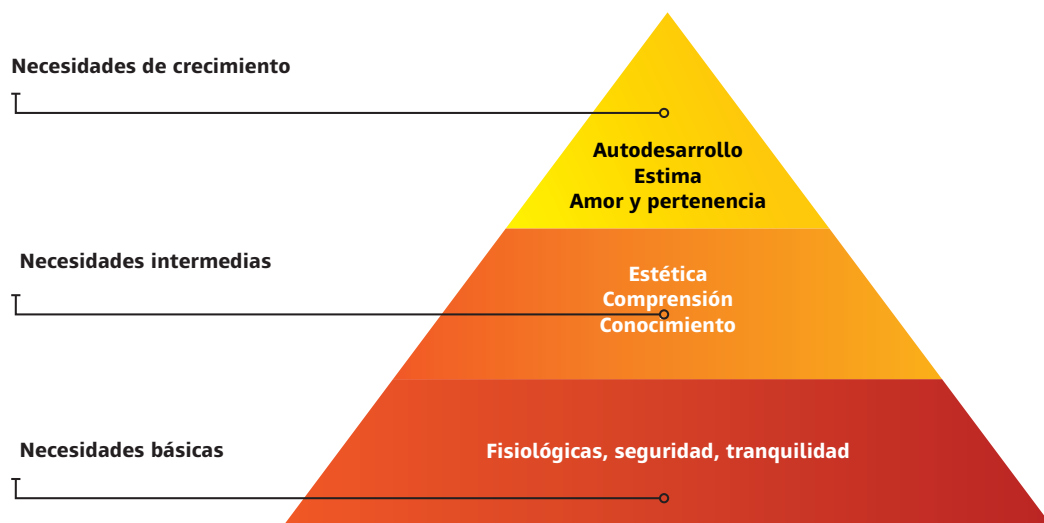 Necesidades de crecimiento
Autodesarrollo
Estima
Amor y pertenencia
Necesidades intermedias
Estética
Comprensión
Conocimiento
Necesidades básicas
Fisiológicas, seguridad, tranquilidad